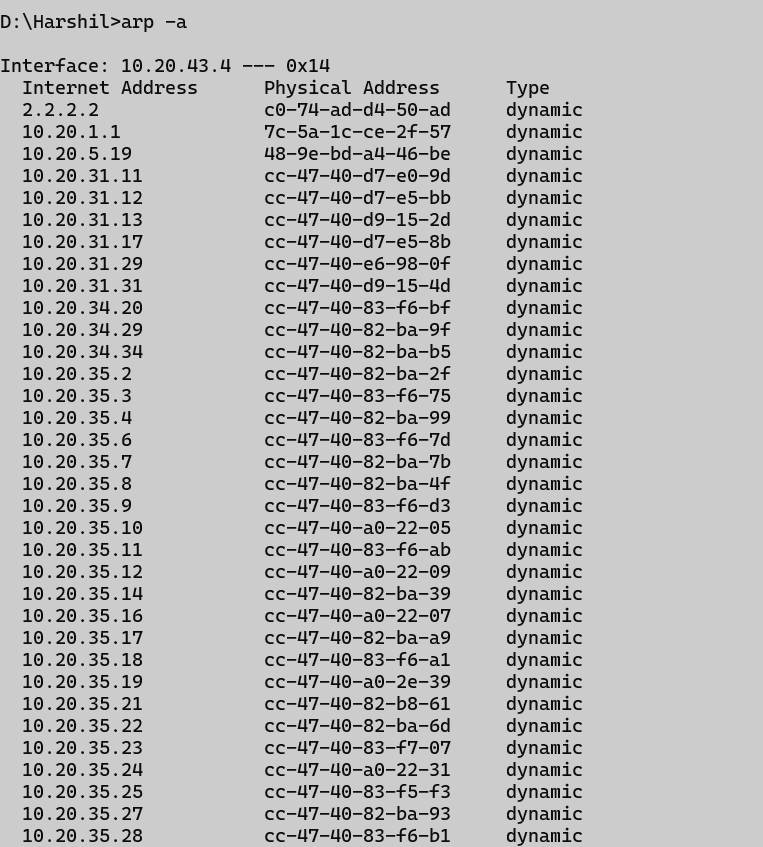 D:\Harshil>arp -a
Interface: 10.20.43.4 --- 0x14
Internet Address Physical Address Type
2.2.2.2 c0-74-ad-d4-50-ad dynamic
10.20.1.1 7c-5a-1c-ce-2f-57 dynamic
10.20.5.19 48-9e-bd-a4-46-be dynamic
10.20.31.11 cc-47-40-d7-e0-9d dynamic
10.20.31.12 cc-47-40-d7-e5-bb dynamic
10.20.31.13 cc-47-40-d9-15-2d dynamic
10.20.31.17 cc-47-40-d7-e5-8b dynamic
10.20.31.29 cc-47-40-e6-98-0f dynamic
10.20.31.31 cc-47-40-d9-15-4d dynamic
10.20.34.20 cc-47-40-83-f6-bf dynamic
10.20.34.29 cc-47-40-82-ba-9f dynamic
10.20.34.34 cc-47-40-82-ba-b5 dynamic
10.20.35.2 cc-47-40-82-ba-2f dynamic
10.20.35.3 cc-47-40-83-f6-75 dynamic
10.20.35.4 cc-47-40-82-ba-99 dynamic
10.20.35.6 cc-47-40-83-f6-7d dynamic
10.20.35.7 cc-47-40-82-ba-7b dynamic
10.20.35.8 cc-47-40-82-ba-4f dynamic
10.20.35.9 cc-47-40-83-f6-d3 dynamic
10.20.35.10 cc-47-40-a0-22-05 dynamic
10.20.35.11 cc-47-40-83-f6-ab dynamic
10.20.35.12 cc-47-40-a0-22-09 dynamic
10.20.35.14 cc-47-40-82-ba-39 dynamic
10.20.35.16 cc-47-40-a0-22-07 dynamic
10.20.35.17 cc-47-40-82-ba-a9 dynamic
10.20.35.18 cc-47-40-83-f6-a1 dynamic
10.20.35.19 cc-47-40-a0-2e-39 dynamic
10.20.35.21 cc-47-40-82-b8-61 dynamic
10.20.35.22 cc-47-40-82-ba-6d dynamic
10.20.35.23 cc-47-40-83-f7-07 dynamic
10.20.35.24 cc-47-40-a0-22-31 dynamic
10.20.35.25 cc-47-40-83-f5-f3 dynamic
10.20.35.27 cc-47-40-82-ba-93 dynamic
10.20.35.28 cc-47-40-83-f6-b1 dynamic